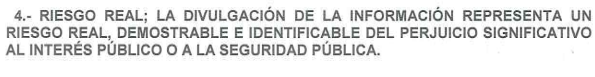 4.- RIESGO REAL; LA DIVULGACIÓN DE LA INFORMACIÓN REPRESENTA UN
RIESGO REAL, DEMOSTRABLE E IDENTIFICABLE DEL PERJUICIO SIGNIFICATIVO
AL INTERÉS PÚBLICO O A LA SEGURIDAD PÚBLICA.